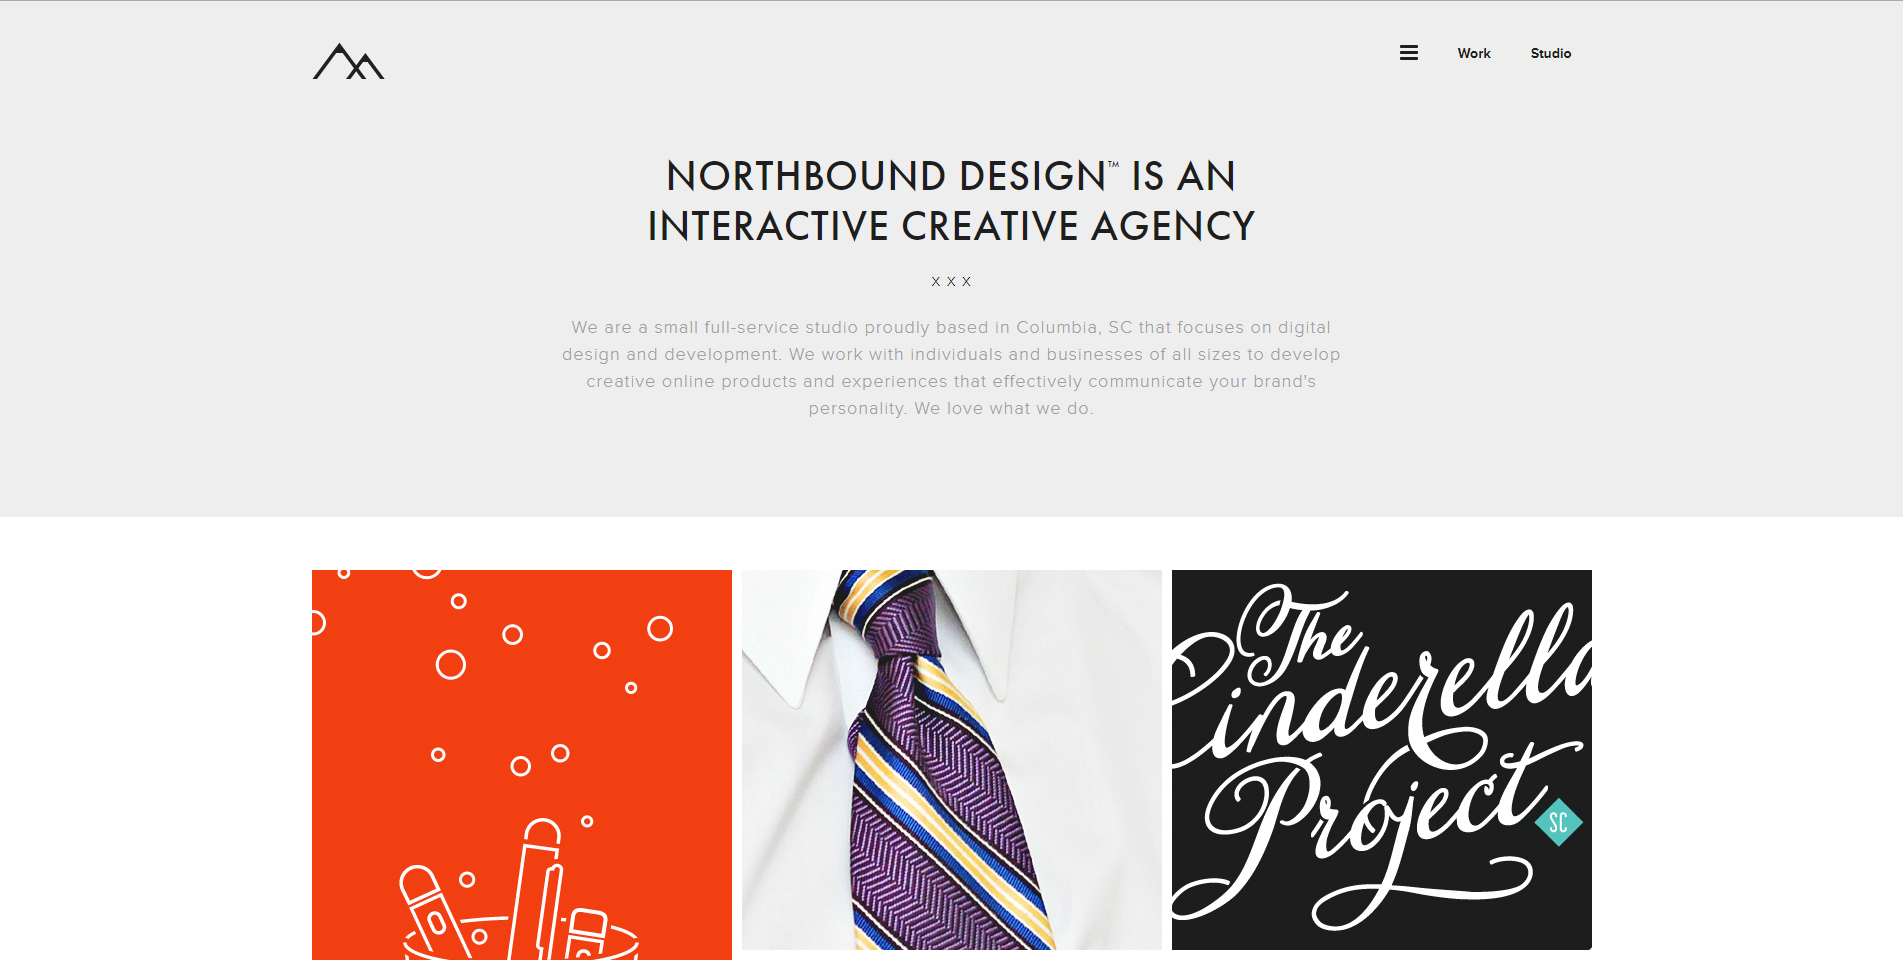 Work Studio
NORTHBOUND DESIGN™ IS AN
INTERACTIVE CREATIVE AGENCY
X X X
We are a small full-service studio proudly based in Columbia, SC that focuses on digital
design and development. We work with individuals and businesses of all sizes to develop
creative online products and experiences that effectively communicate your brand's
personality. We love what we do.
The
Cinderella
Project
SC